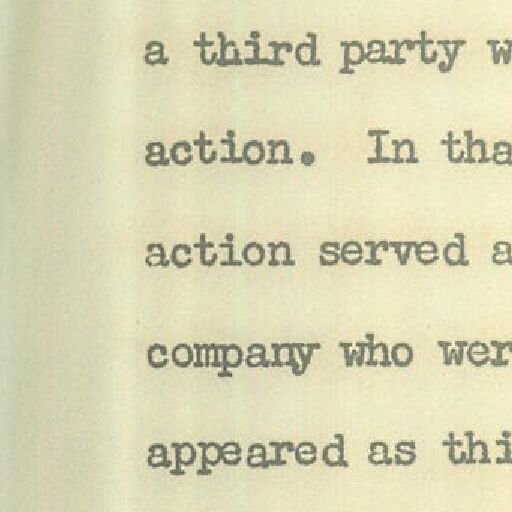 a third party w
action.  In tha
action served a
company who wer
appeared as thi